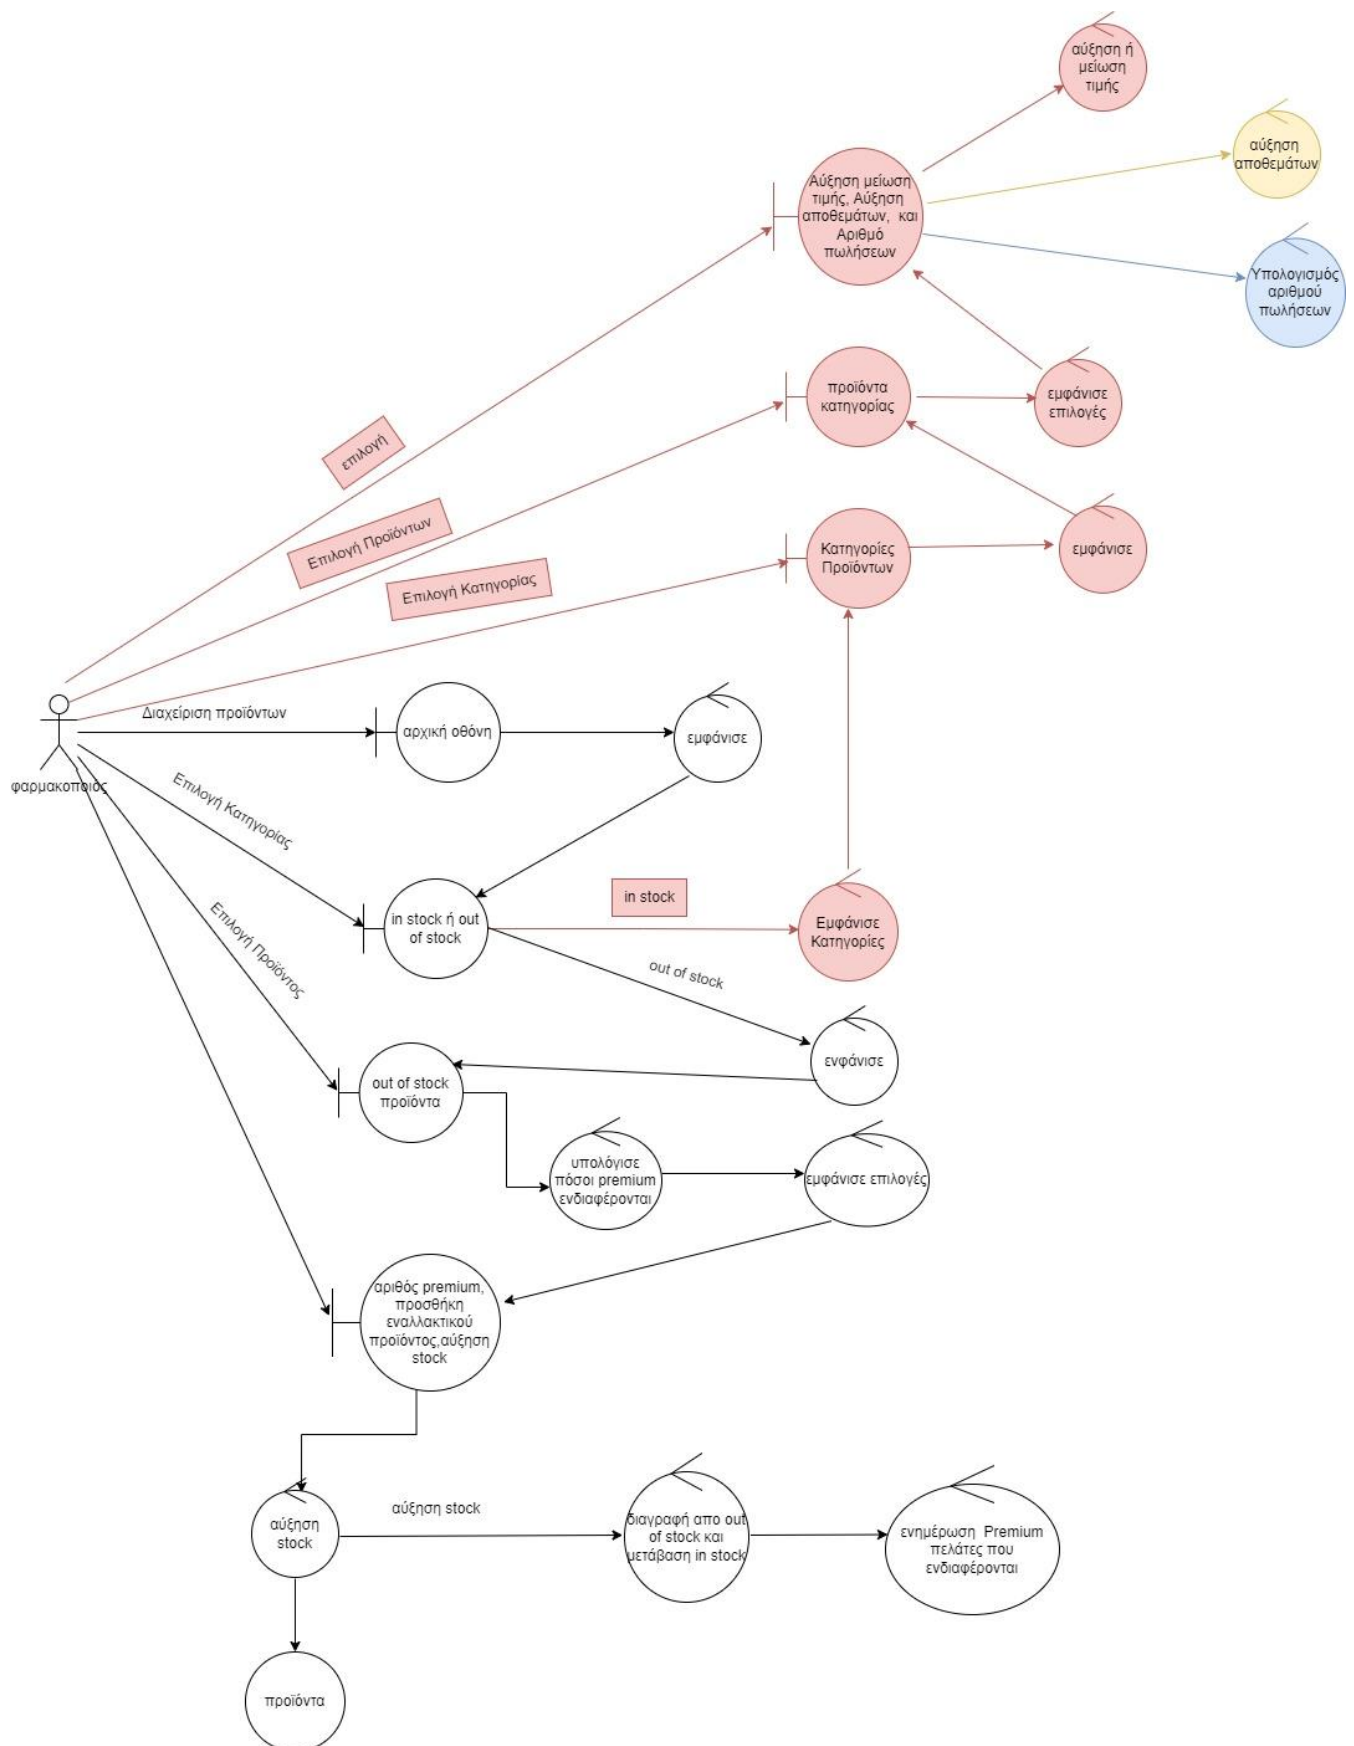 αύξηση ή
μείωση
τιμής
αύξηση
αποθεμάτων
Αύξηση μείωση
τιμής, Αύξηση
αποθεμάτων, και
Αριθμό
πωλήσεων
Υπολογισμός
αριθμού
πωλήσεων
προϊόντα
κατηγορίας
εμφάνισε
επιλογές
επιλογή
Επιλογή Προϊόντων
Κατηγορίες
Προϊόντων
εμφάνισε
Επιλογή Κατηγορίας
Διαχείριση προϊόντων
αρχική οθόνη
εμφάνισε
φαρμακοποιός
Επιλογή Κατηγορίας
in stock ή out
of stock
in stock
Εμφάνισε
Κατηγορίες
Επιλογή Προϊόντος
out of stock
ενφάνισε
out of stock
προϊόντα
υπολόγισε
πόσοι premium
ενδιαφέρονται
εμφάνισε επιλογές
αριθός premium,
προσθήκη
εναλλακτικού
προϊόντος,αύξηση
stock
αύξηση
stock
αύξηση stock
διαγραφή απο out
of stock και
μετάβαση in stock
ενημέρωση Premium
πελάτες που
ενδιαφέρονται
προϊόντα